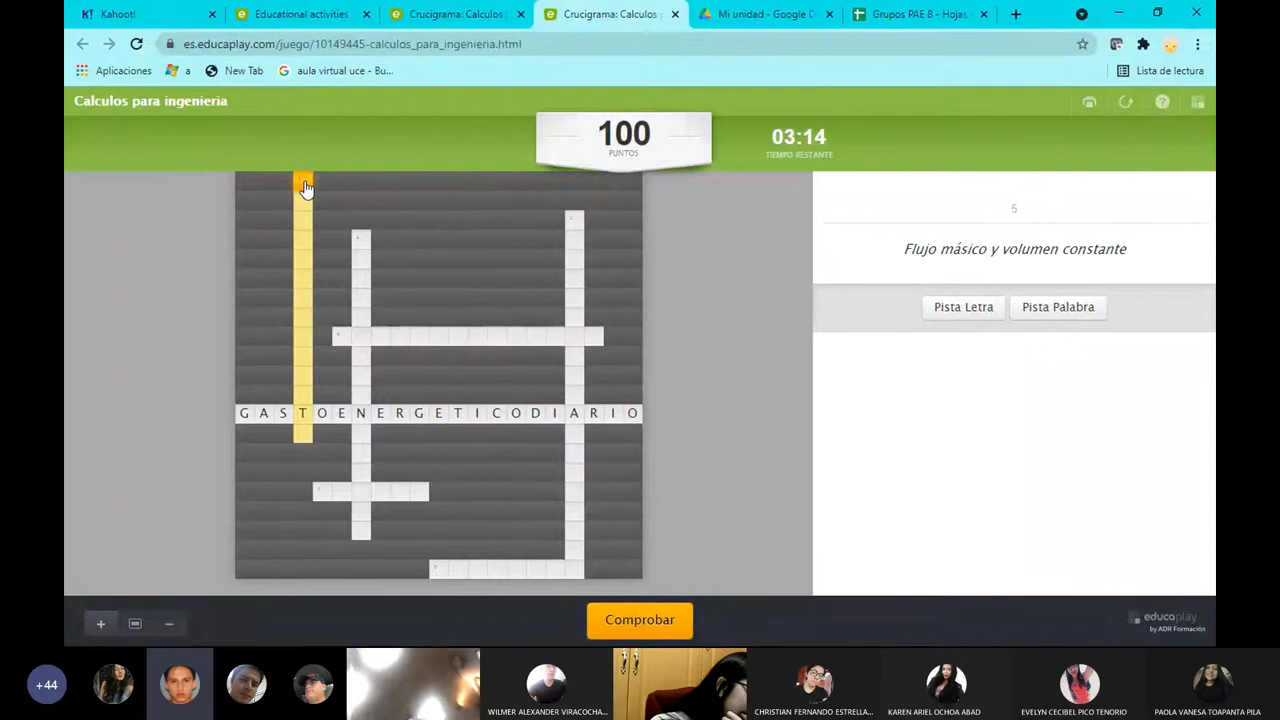 Kahoot!
Educational activities
Crucigrama: Calculos
Crucigrama: Calculos p
Mi unidad - Google D
Grupos PAE 8 - Hojas
es.educaplay.com/juego/10149445-calculos_para_ingenieria.html
Aplicaciones
a
New Tab
aula virtual uce - Bu...
Lista de lectura
Calculos para ingenieria
100
PUNTOS
03:14
TIEMPO RESTANTE
5
Flujo másico y volumen constante
Pista Letra
Pista Palabra
GASTOENERGETICODIARIO
Comprobar
educaplay
by ADR Formación
+44
WILMER ALEXANDER VIRACOCHA...
CHRISTIAN FERNANDO ESTRELLA...
KAREN ARIEL OCHOA ABAD
EVELYN CECIBEL PICO TENORIO
PAOLA VANESA TOAPANTA PILA